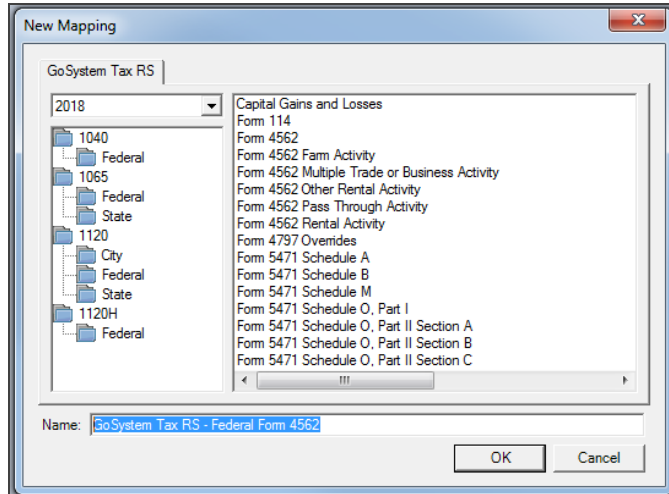 New Mapping
GoSystem Tax RS
2018
1040
Federal
1065
Federal
State
1120
City
Federal
State
1120H
Federal
Capital Gains and Losses
Form 114
Form 4562
Form 4562 Farm Activity
Form 4562 Multiple Trade or Business Activity
Form 4562 Other Rental Activity
Form 4562 Pass Through Activity
Form 4562 Rental Activity
Form 4797 Overrides
Form 5471 Schedule A
Form 5471 Schedule B
Form 5471 Schedule M
Form 5471 Schedule O, Part I
Form 5471 Schedule O, Part II Section A
Form 5471 Schedule O, Part II Section B
Form 5471 Schedule O, Part II Section C
Name: GoSystem Tax RS - Federal Form 4562
OK Cancel